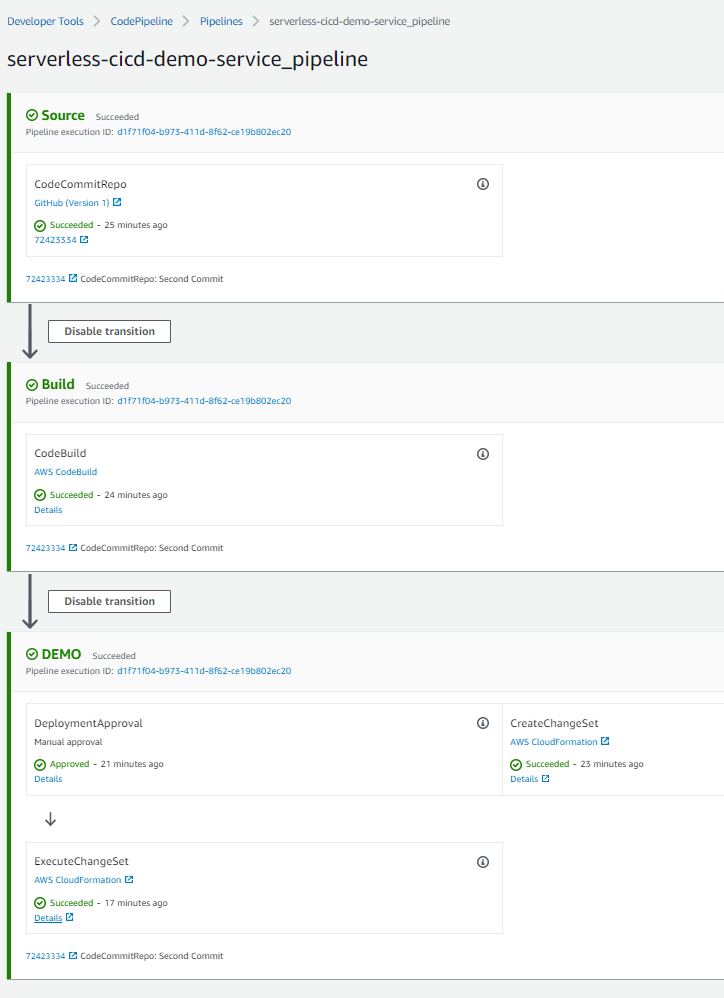 Developer Tools > CodePipeline > Pipelines > serverless-cicd-demo-service_pipeline
serverless-cicd-demo-service_pipeline
Source Succeeded
Pipeline execution ID: d1f71f04-b973-411d-8f62-ce19b802ec20
CodeCommitRepo
GitHub (Version 1)
Succeeded - 25 minutes ago
72423334
72423334 CodeCommitRepo: Second Commit
Disable transition
Build Succeeded
Pipeline execution ID: d1f71f04-b973-411d-8f62-ce19b802ec20
CodeBuild
AWS CodeBuild
Succeeded - 24 minutes ago
Details
72423334 CodeCommitRepo: Second Commit
Disable transition
DEMO Succeeded
Pipeline execution ID: d1f71f04-b973-411d-8f62-ce19b802ec20
DeploymentApproval
Manual approval
Approved - 21 minutes ago
Details
CreateChangeSet
AWS CloudFormation
Succeeded - 23 minutes ago
Details
ExecuteChangeSet
AWS CloudFormation
Succeeded - 17 minutes ago
Details
72423334 CodeCommitRepo: Second Commit